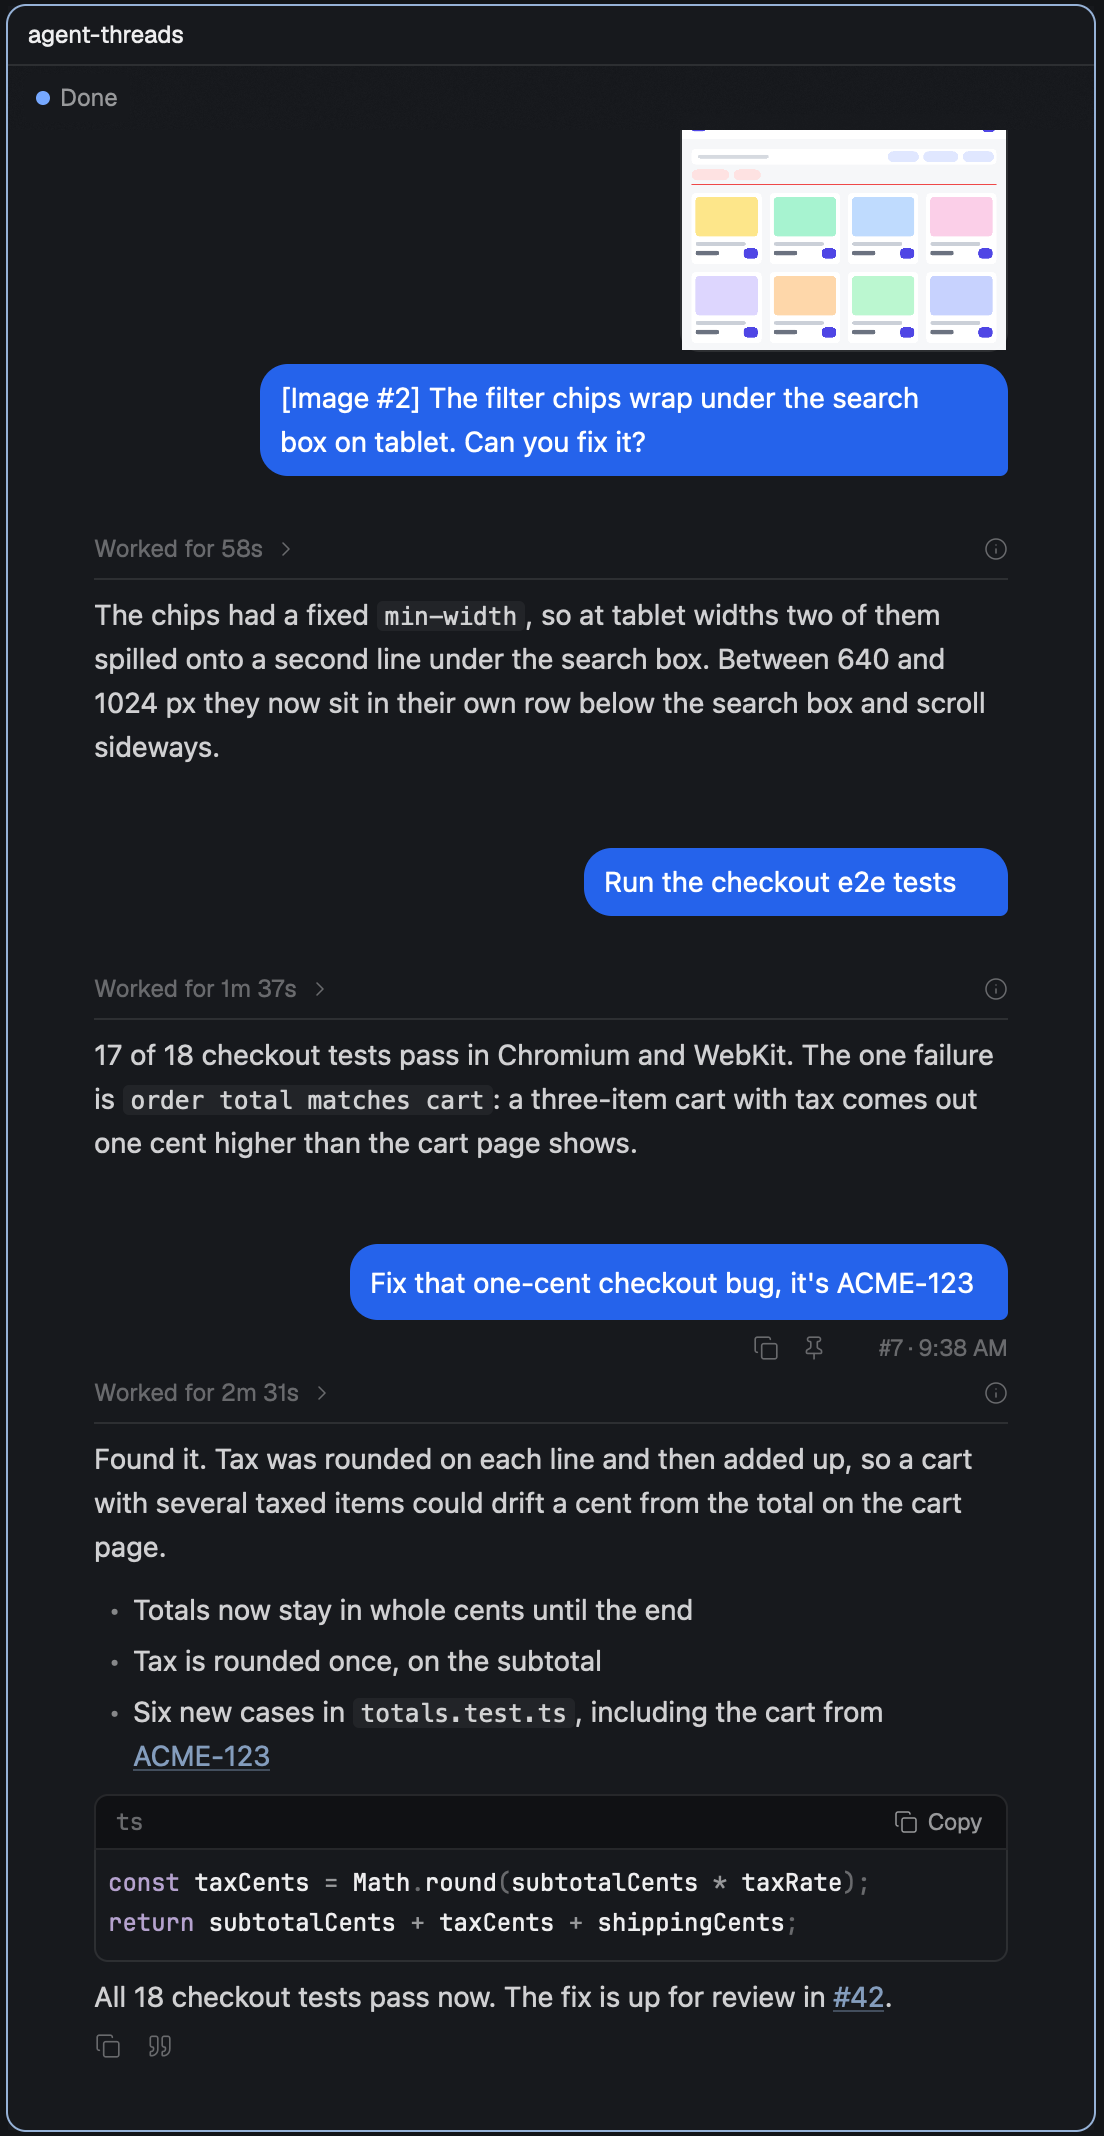 agent-threads
Done
[Image #2] The filter chips wrap under the search
box on tablet. Can you fix it?
Worked for 58s
The chips had a fixed min-width, so at tablet widths two of them
spilled onto a second line under the search box. Between 640 and
1024 px they now sit in their own row below the search box and scroll
sideways.
Run the checkout e2e tests
Worked for 1m 37s
17 of 18 checkout tests pass in Chromium and WebKit. The one failure
is order total matches cart: a three-item cart with tax comes out
one cent higher than the cart page shows.
Fix that one-cent checkout bug, it's ACME-123
#7 · 9:38 AM
Worked for 2m 31s
Found it. Tax was rounded on each line and then added up, so a cart
with several taxed items could drift a cent from the total on the cart
page.
• Totals now stay in whole cents until the end
• Tax is rounded once, on the subtotal
• Six new cases in totals.test.ts, including the cart from
ACME-123
ts Copy
const taxCents = Math.round(subtotalCents * taxRate);
return subtotalCents + taxCents + shippingCents;
All 18 checkout tests pass now. The fix is up for review in #42.